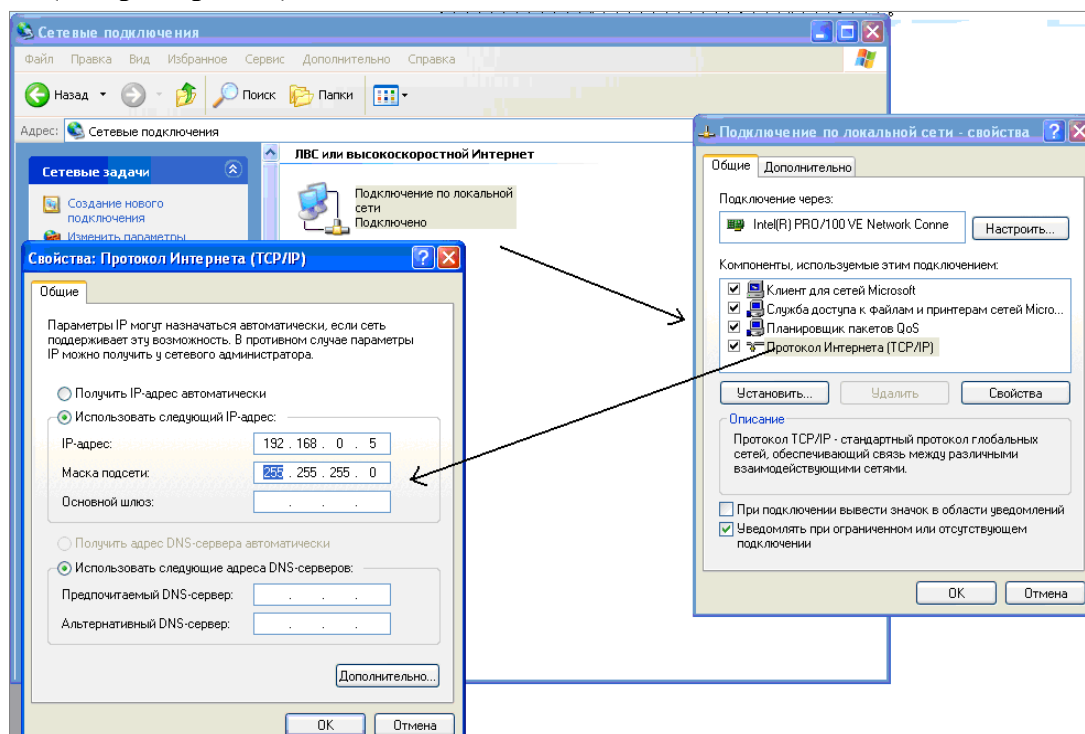 Сетевые подключения
Файл Правка Вид Избранное Сервис Дополнительно Справка
Назад Поиск Папки
Адрес: Сетевые подключения
Сетевые задачи
Создание нового
подключения
Изменить параметры
ЛВС или высокоскоростной Интернет
Подключение по локальной
сети
Подключено
Подключение по локальной сети - свойства
Общие Дополнительно
Подключение через:
Intel(R) PRO/100 VE Network Conne Настроить...
Компоненты, используемые этим подключением:
Клиент для сетей Microsoft
Служба доступа к файлам и принтерам сетей Micro...
Планировщик пакетов QoS
Протокол Интернета (TCP/IP)
Установить... Удалить Свойства
Описание
Протокол TCP/IP - стандартный протокол глобальных
сетей, обеспечивающий связь между различными
взаимодействующими сетями.
При подключении вывести значок в области уведомлений
Уведомлять при ограниченном или отсутствующем
подключении
ОК Отмена
Свойства: Протокол Интернета (TCP/IP)
Общие
Параметры IP могут назначаться автоматически, если сеть
поддерживает эту возможность. В противном случае параметры
IP можно получить у сетевого администратора.
Получить IP-адрес автоматически
Использовать следующий IP-адрес:
IP-адрес: 192 . 168 . 0 . 5
Маска подсети: 255 . 255 . 255 . 0
Основной шлюз: . . .
Получить адрес DNS-сервера автоматически
Использовать следующие адреса DNS-серверов:
Предпочитаемый DNS-сервер: . . .
Альтернативный DNS-сервер: . . .
Дополнительно...
ОК Отмена